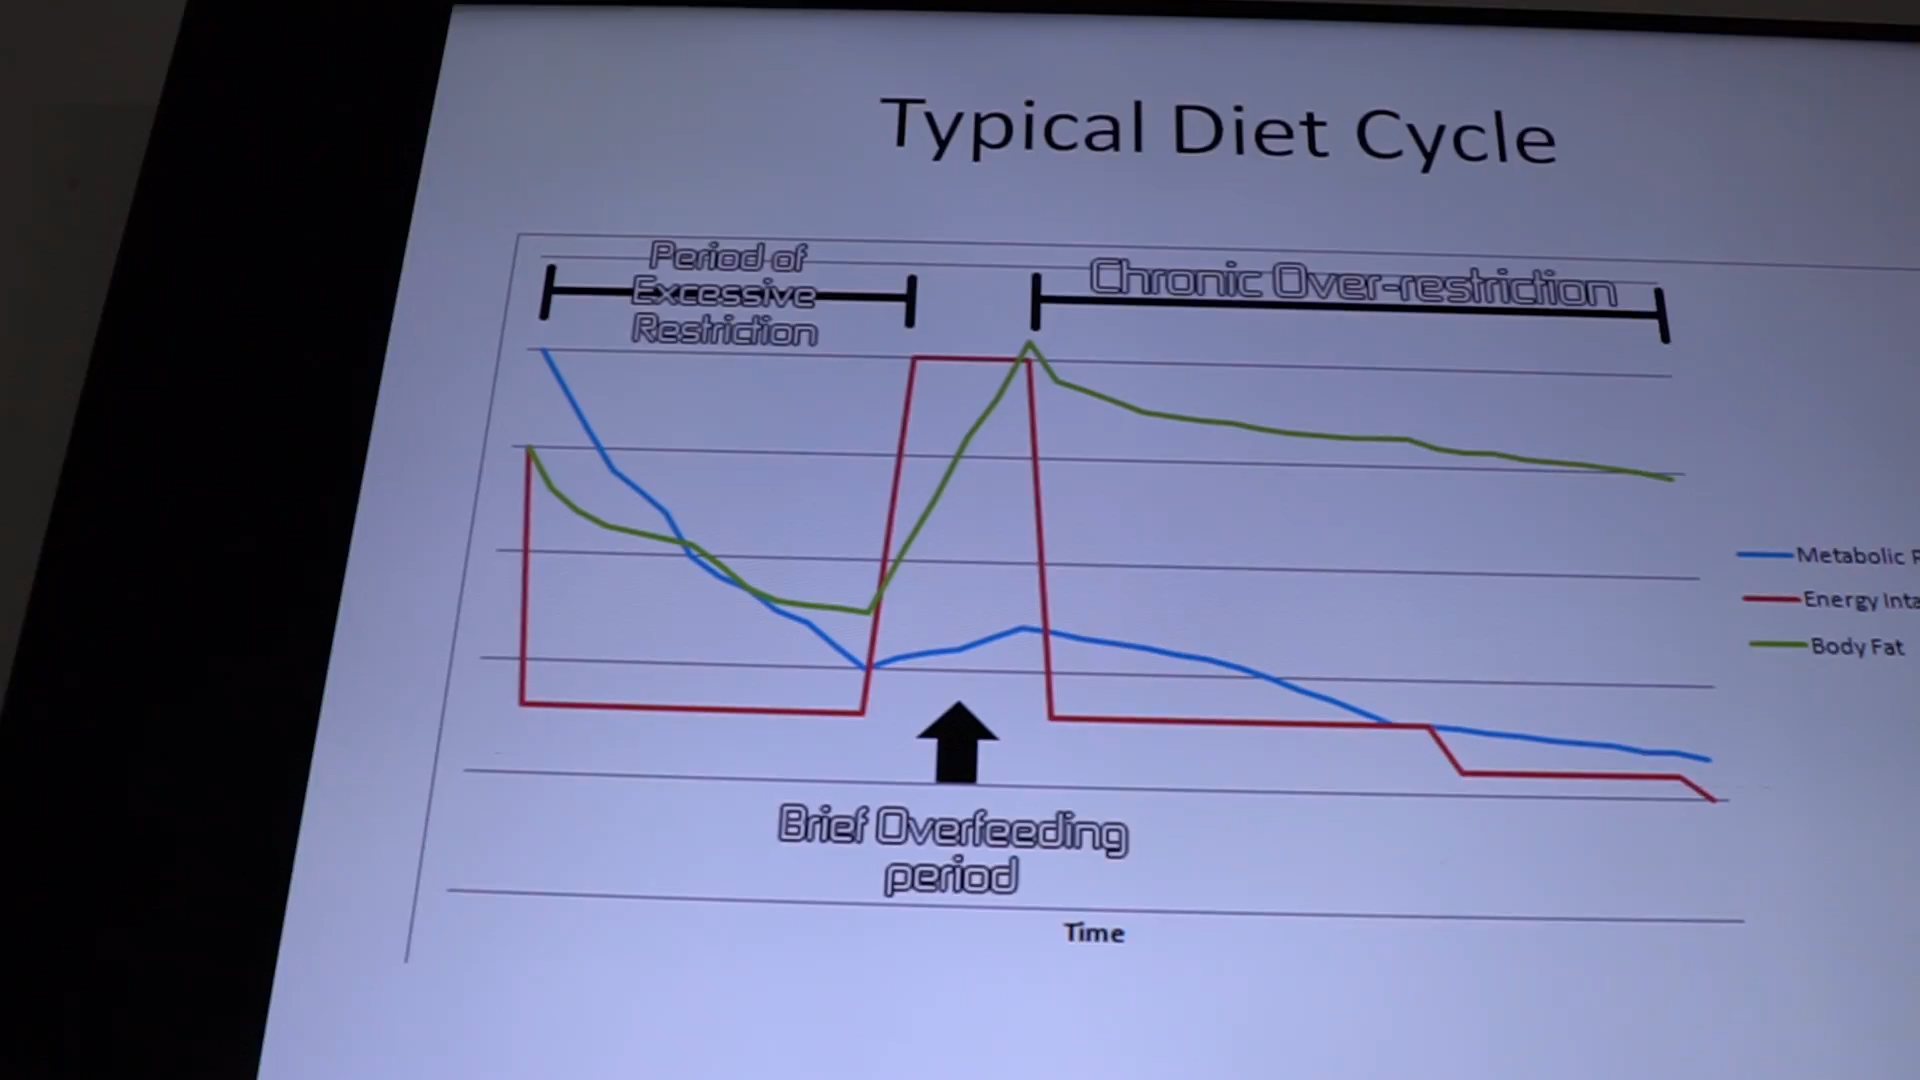 Typical Diet Cycle
Period of
Excessive
Restriction
Chronic Over-restriction
Metabolic
Energy
Body Fat
Brief Overfeeding
period
Time